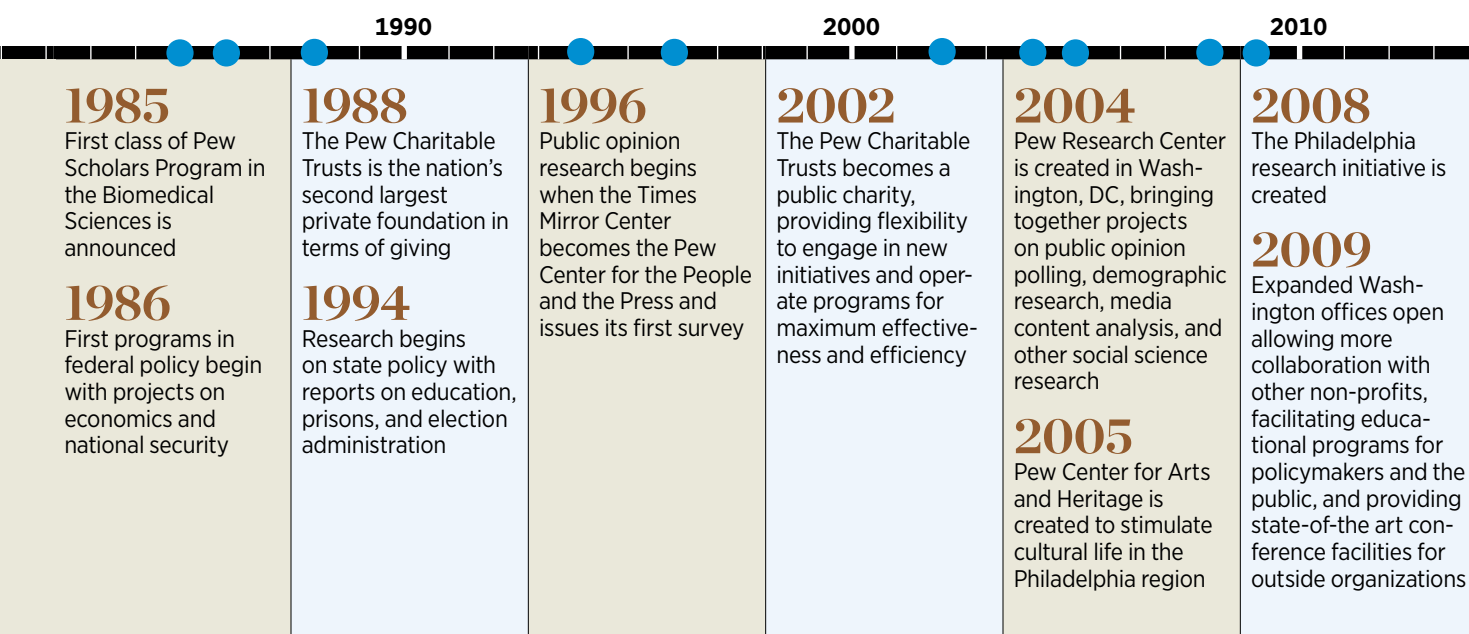 1990
2000
2010
1985
First class of Pew
Scholars Program in
the Biomedical
Sciences is
announced
1986
First programs in
federal policy begin
with projects on
economics and
national security
1988
The Pew Charitable
Trusts is the nation’s
second largest
private foundation in
terms of giving
1994
Research begins
on state policy with
reports on education,
prisons, and election
administration
1996
Public opinion
research begins
when the Times
Mirror Center
becomes the Pew
Center for the People
and the Press and
issues its first survey
2002
The Pew Charitable
Trusts becomes a
public charity,
providing flexibility
to engage in new
initiatives and oper-
ate programs for
maximum effective-
ness and efficiency
2004
Pew Research Center
is created in Wash-
ington, DC, bringing
together projects
on public opinion
polling, demographic
research, media
content analysis, and
other social science
research
2005
Pew Center for Arts
and Heritage is
created to stimulate
cultural life in the
Philadelphia region
2008
The Philadelphia
research initiative is
created
2009
Expanded Wash-
ington offices open
allowing more
collaboration with
other non-profits,
facilitating educa-
tional programs for
policymakers and the
public, and providing
state-of-the art con-
ference facilities for
outside organizations